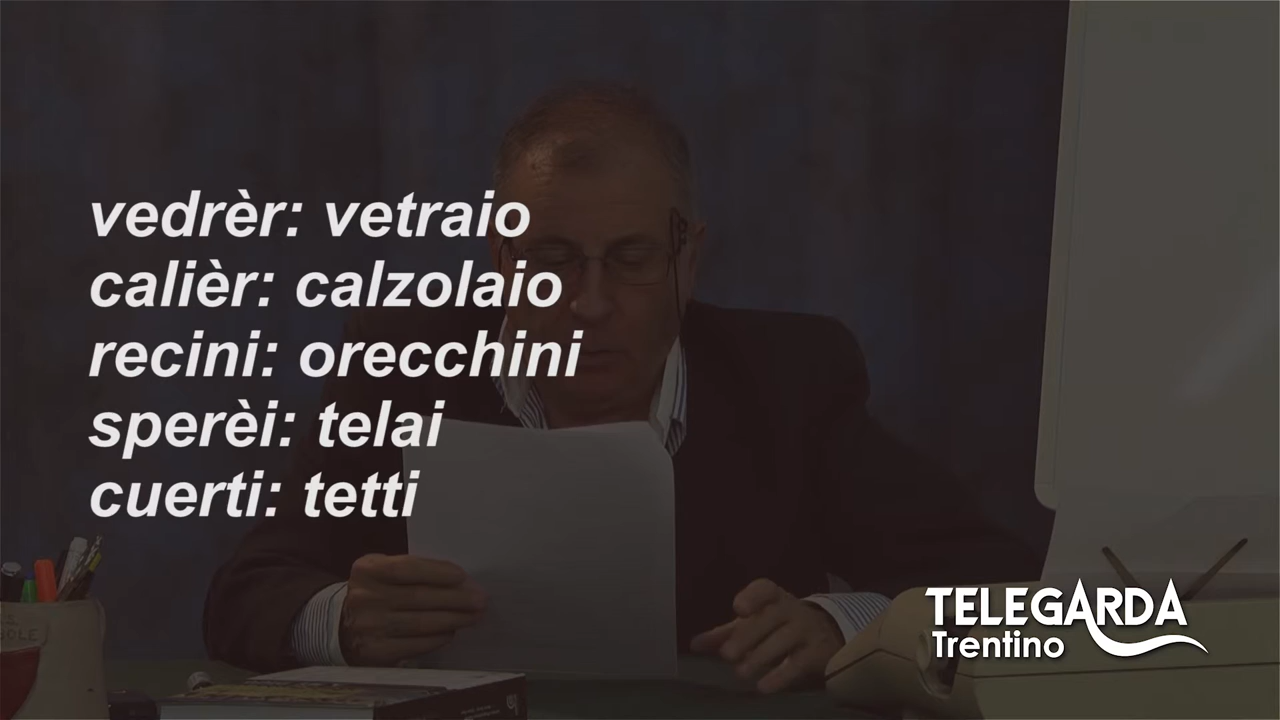 vedrèr: vetraio
calièr: calzolaio
recini: orecchini
sperèi: telai
cuerti: tetti
TELEGARDA
Trentino